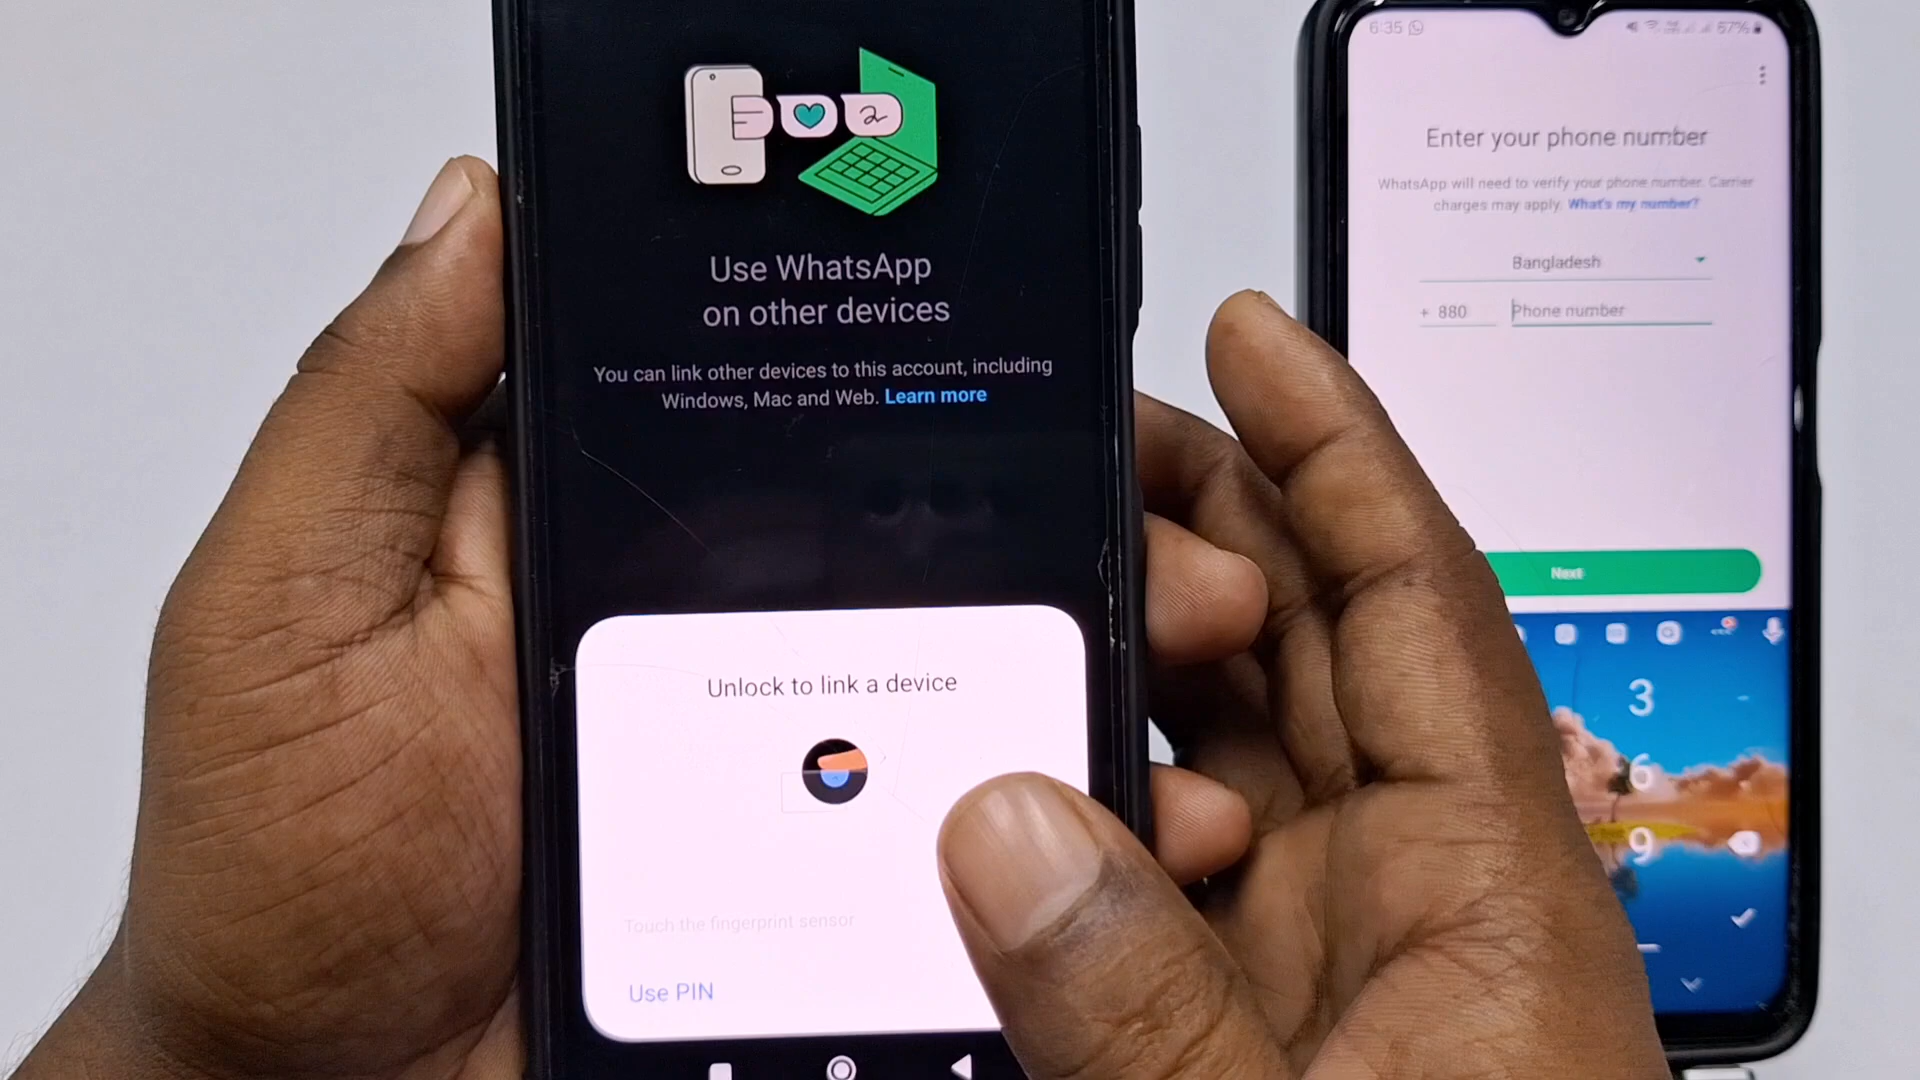 Use WhatsApp
on other devices
You can link other devices to this account, including
Windows, Mac and Web. Learn more
Unlock to link a device
Touch the fingerprint sensor
Use PIN
6:35
67%
Enter your phone number
WhatsApp will need to verify your phone number. Carrier
charges may apply. What's my number?
Bangladesh
+ 880 Phone number
Next
3
6
9